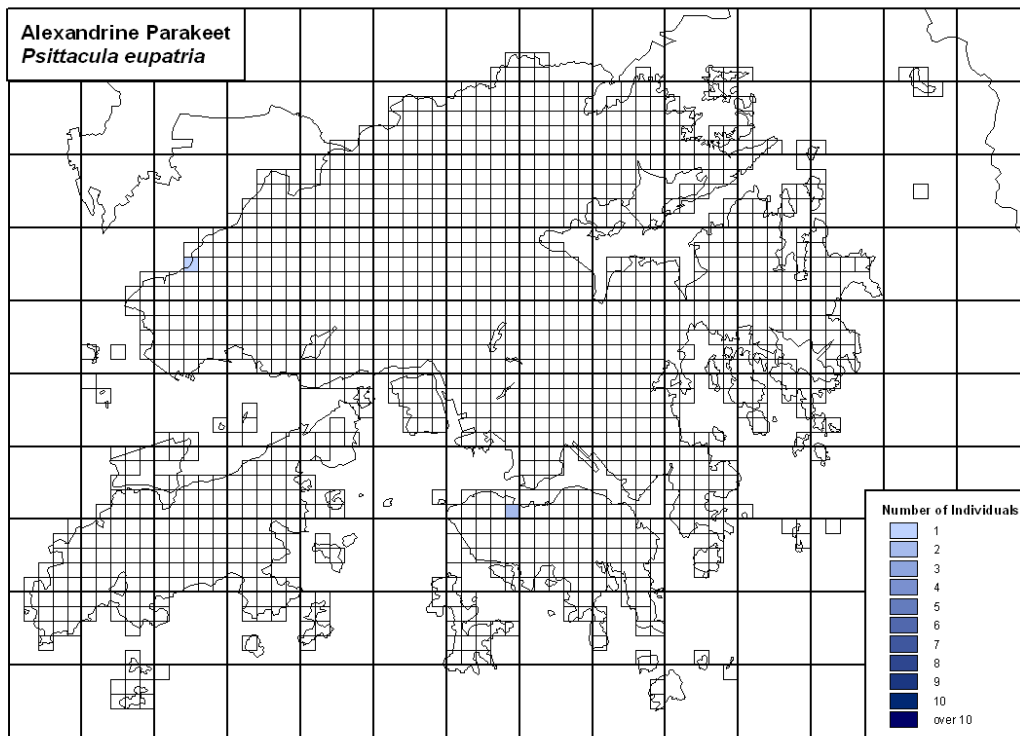 Alexandrine Parakeet
Psittacula eupatria
Number of Individuals
1
2
3
4
5
6
7
8
9
10
over 10